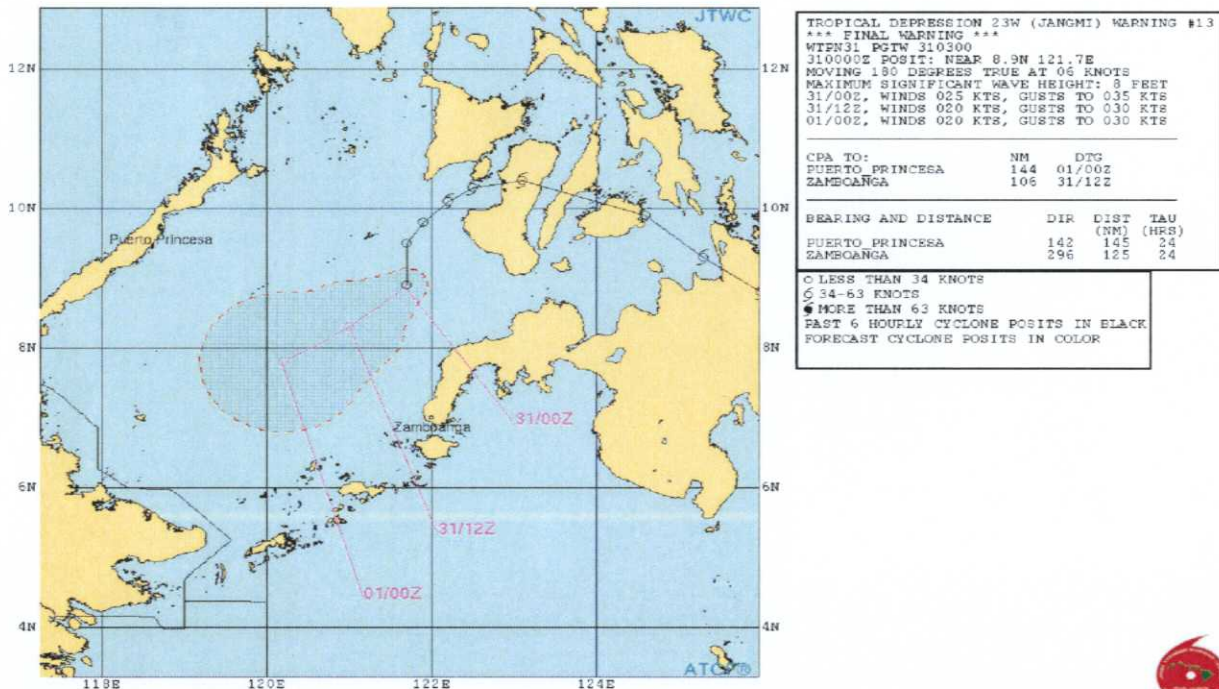 JTWC
12N
12N
10N
10N
8N
8N
6N
6N
4N
4N
118E
120E
122E
124E
Puerto Princesa
Zamboanga
31/00Z
31/12Z
01/00Z
ATCF®
TROPICAL DEPRESSION 23W (JANGMI) WARNING #13
*** FINAL WARNING ***
WTPN31 PGTW 310300
310000Z POSIT: NEAR 8.9N 121.7E
MOVING 180 DEGREES TRUE AT 06 KNOTS
MAXIMUM SIGNIFICANT WAVE HEIGHT: 8 FEET
31/00Z, WINDS 025 KTS, GUSTS TO 035 KTS
31/12Z, WINDS 020 KTS, GUSTS TO 030 KTS
01/00Z, WINDS 020 KTS, GUSTS TO 030 KTS
CPA TO: NM DTG
PUERTO_PRINCESA 144 01/00Z
ZAMBOANGA 106 31/12Z
BEARING AND DISTANCE DIR DIST TAU
(NM) (HRS)
PUERTO_PRINCESA 142 145 24
ZAMBOANGA 296 125 24
LESS THAN 34 KNOTS
34-63 KNOTS
MORE THAN 63 KNOTS
PAST 6 HOURLY CYCLONE POSITS IN BLACK
FORECAST CYCLONE POSITS IN COLOR